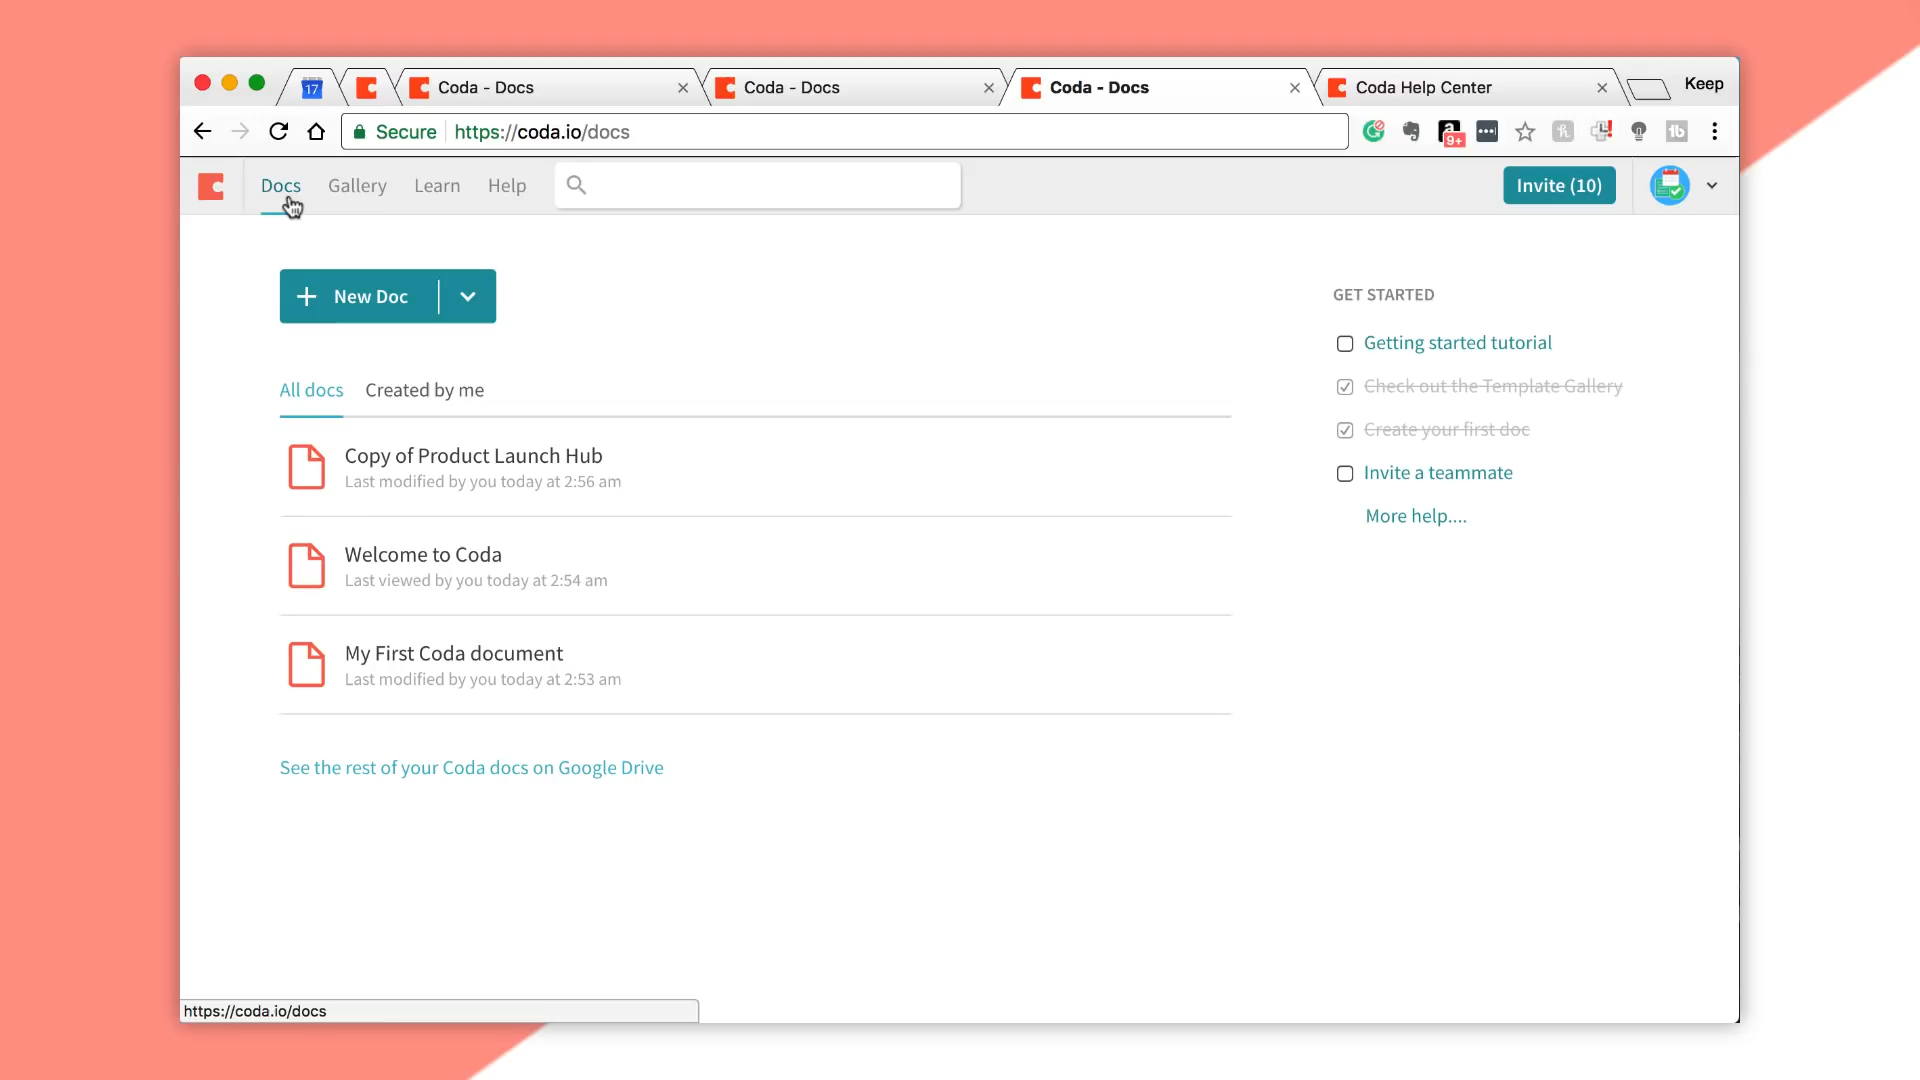 17
Coda - Docs
Coda - Docs
Coda - Docs
Coda Help Center
Keep
Secure
https://coda.io/docs
a
9+
h
tb
Docs
Gallery
Learn
Help
Invite (10)
New Doc
GET STARTED
Getting started tutorial
Check out the Template Gallery
Create your first doc
Invite a teammate
More help....
All docs
Created by me
Copy of Product Launch Hub
Last modified by you today at 2:56 am
Welcome to Coda
Last viewed by you today at 2:54 am
My First Coda document
Last modified by you today at 2:53 am
See the rest of your Coda docs on Google Drive
https://coda.io/docs